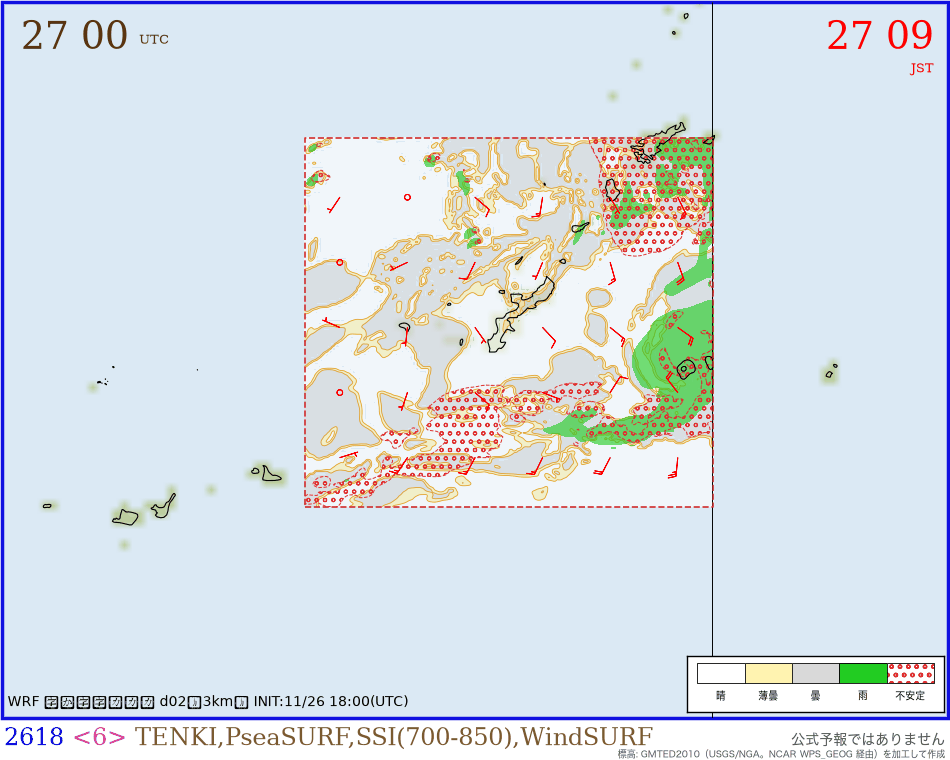 27 00 UTC
27 09
JST
晴 薄曇 曇 雨 不安定
WRF d02 3km INIT:11/26 18:00(UTC)
2618 <6> TENKI,PseaSURF,SSI(700-850),WindSURF
公式予報ではありません
標高: GMTED2010（USGS/NGA。NCAR WPS_GEOG 経由）を加工して作成